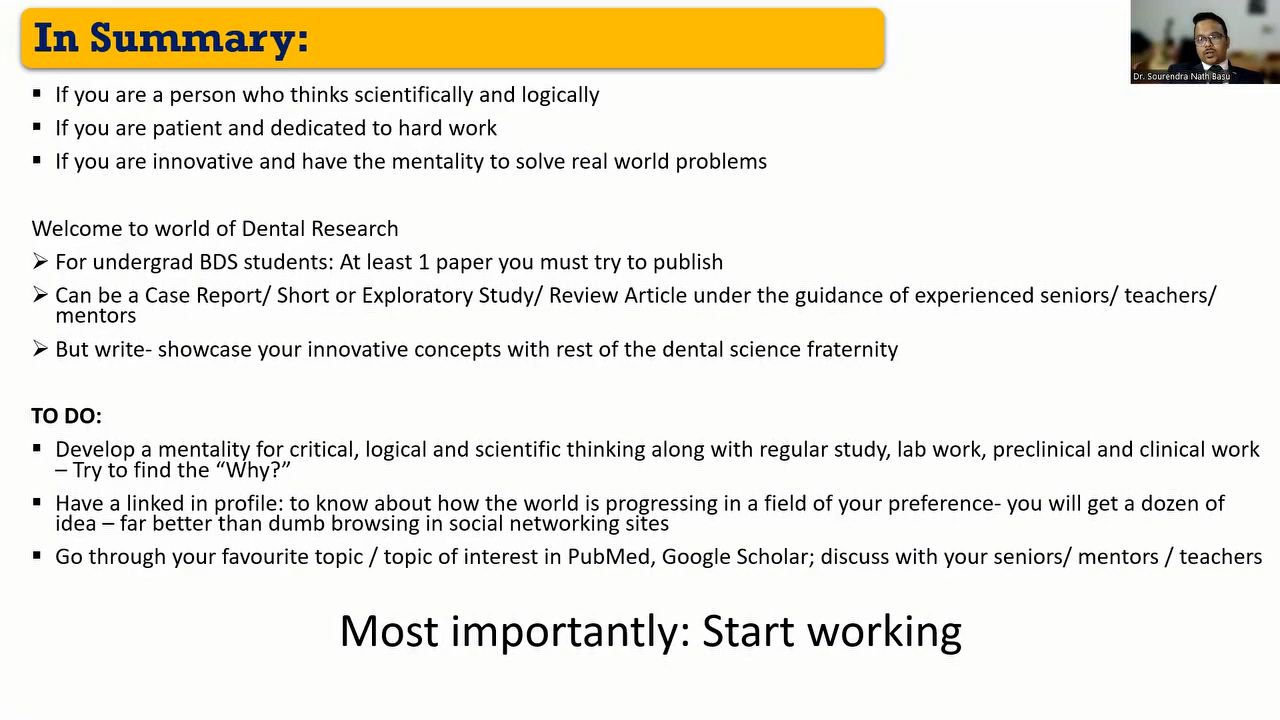 In Summary:
Dr. Sourendra Nath Basu
▪ If you are a person who thinks scientifically and logically
▪ If you are patient and dedicated to hard work
▪ If you are innovative and have the mentality to solve real world problems
Welcome to world of Dental Research
➢ For undergrad BDS students: At least 1 paper you must try to publish
➢ Can be a Case Report/ Short or Exploratory Study/ Review Article under the guidance of experienced seniors/ teachers/
mentors
➢ But write- showcase your innovative concepts with rest of the dental science fraternity
TO DO:
▪ Develop a mentality for critical, logical and scientific thinking along with regular study, lab work, preclinical and clinical work
– Try to find the “Why?”
▪ Have a linked in profile: to know about how the world is progressing in a field of your preference- you will get a dozen of
idea – far better than dumb browsing in social networking sites
▪ Go through your favourite topic / topic of interest in PubMed, Google Scholar; discuss with your seniors/ mentors / teachers
Most importantly: Start working